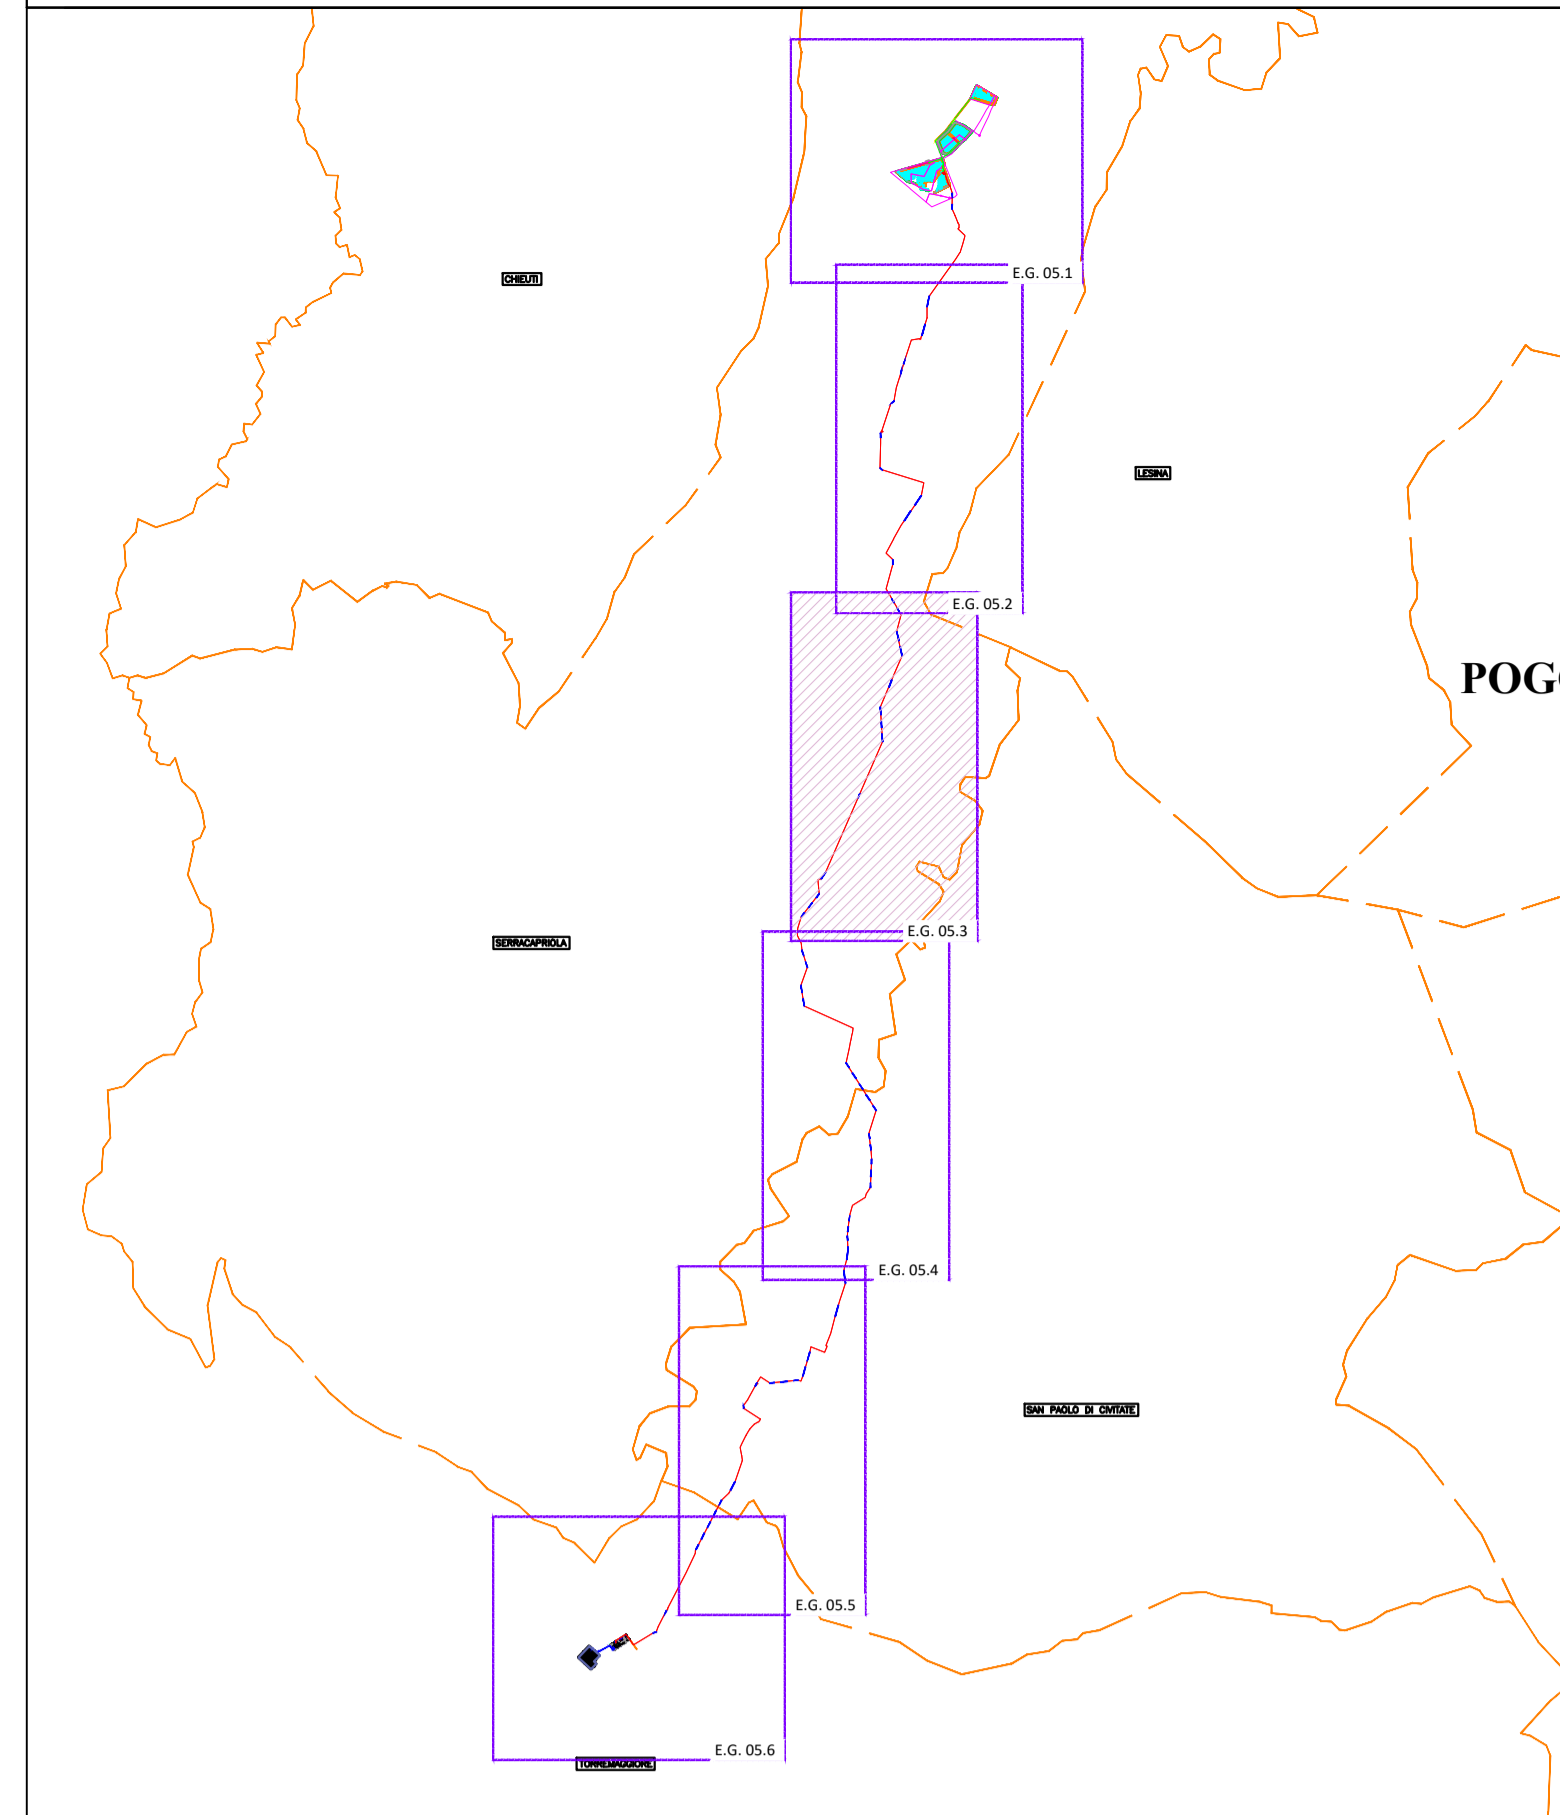 E.G. 05.1
CHIEUTI
LESINA
E.G. 05.2
POGG
E.G. 05.3
SERRACAPRIOLA
E.G. 05.4
SAN PAOLO DI CIVITATE
E.G. 05.5
E.G. 05.6
TORREMAGGIORE